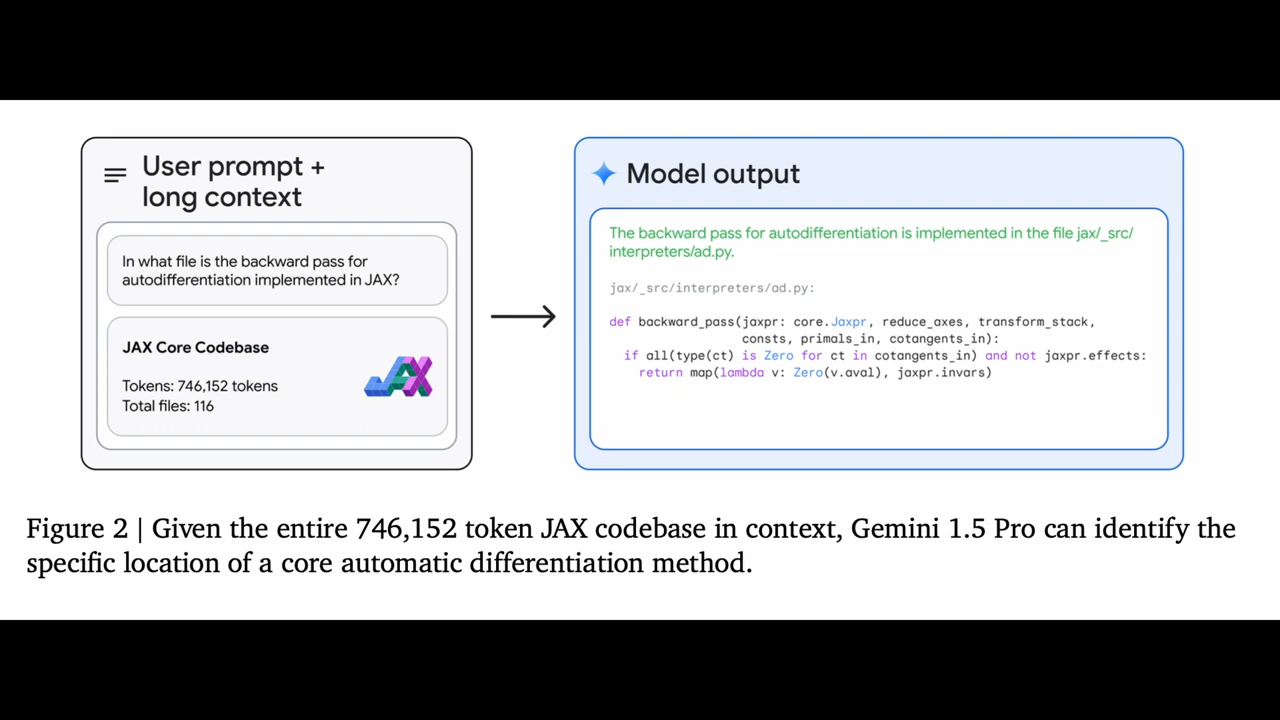 User prompt +
long context
In what file is the backward pass for
autodifferentiation implemented in JAX?
JAX Core Codebase
Tokens: 746,152 tokens
Total files: 116
JAX
Model output
The backward pass for autodifferentiation is implemented in the file jax/_src/
interpreters/ad.py.
jax/_src/interpreters/ad.py:
def backward_pass(jaxpr: core.Jaxpr, reduce_axes, transform_stack,
consts, primals_in, cotangents_in):
if all(type(ct) is Zero for ct in cotangents_in) and not jaxpr.effects:
return map(lambda v: Zero(v.aval), jaxpr.invars)
Figure 2 | Given the entire 746,152 token JAX codebase in context, Gemini 1.5 Pro can identify the
specific location of a core automatic differentiation method.